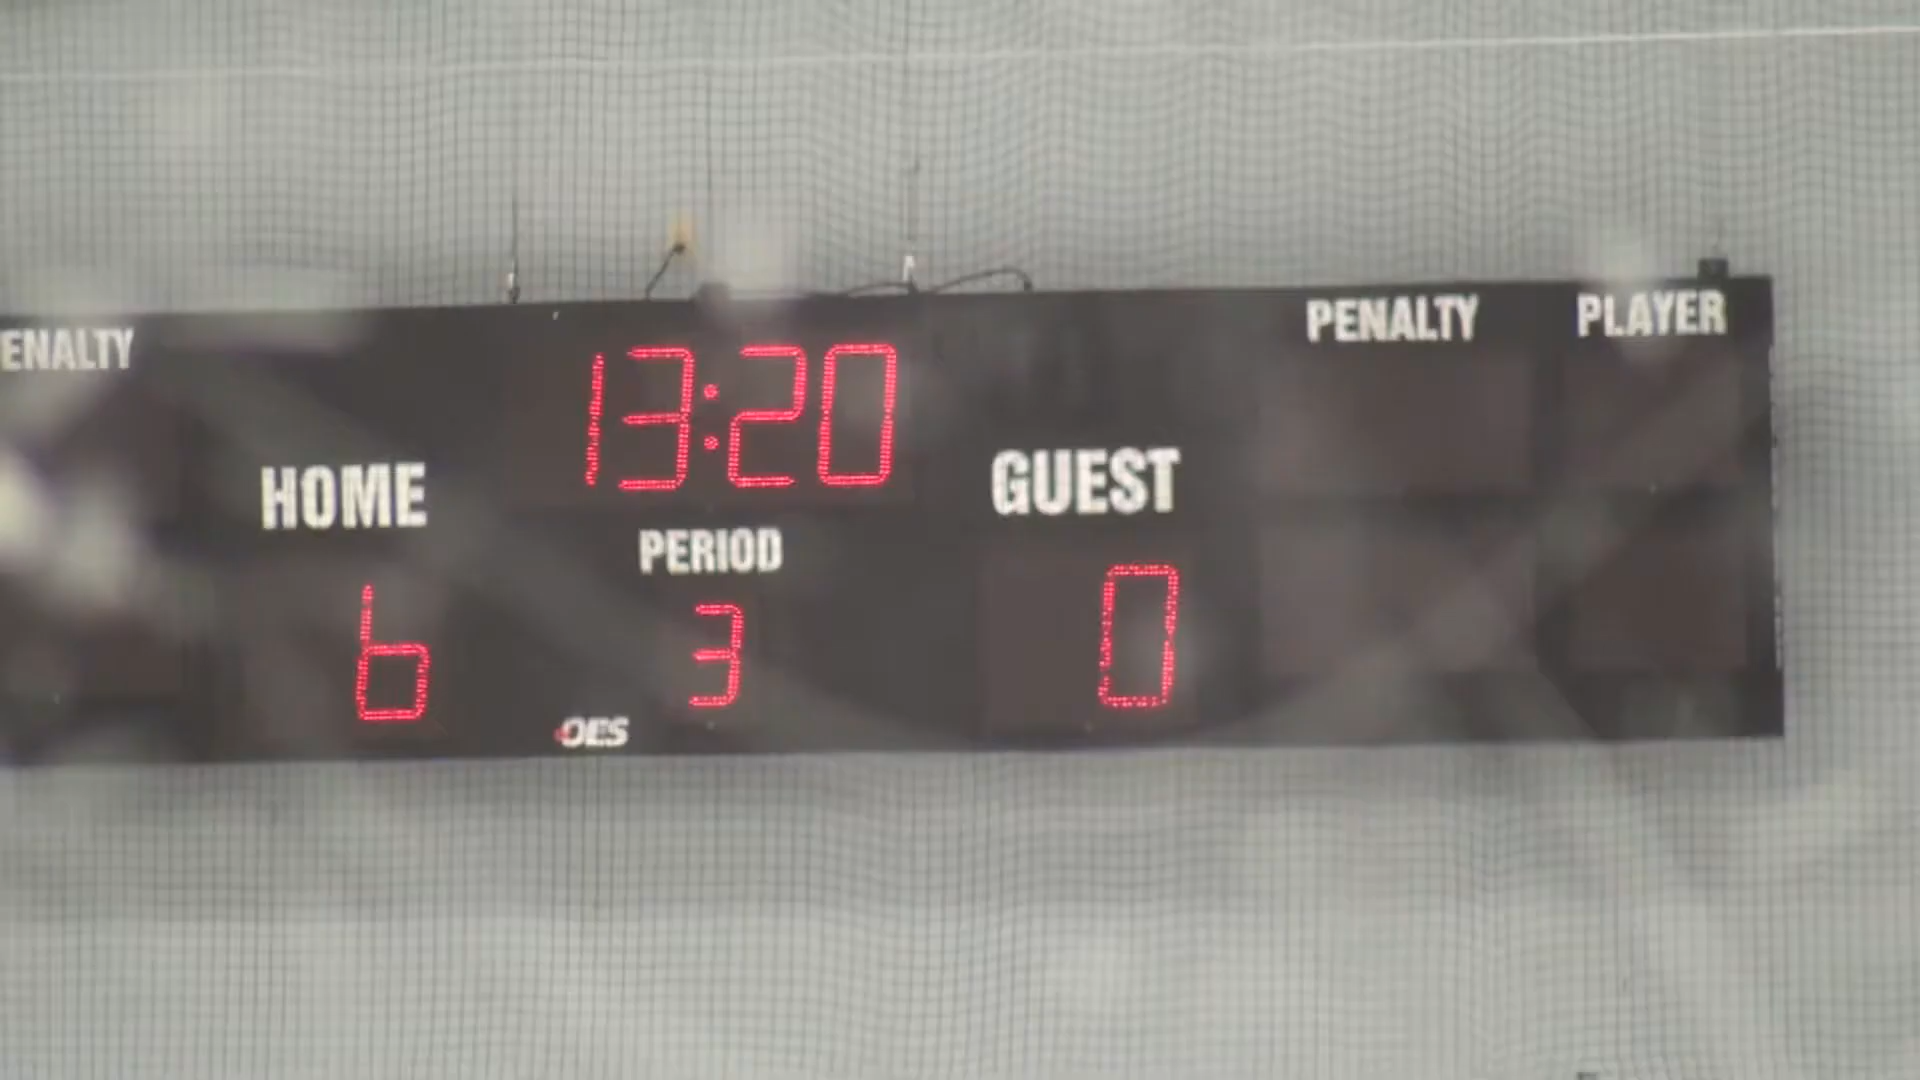 ENALTY
13:20
PENALTY
PLAYER
HOME
GUEST
PERIOD
6
3
0
OES